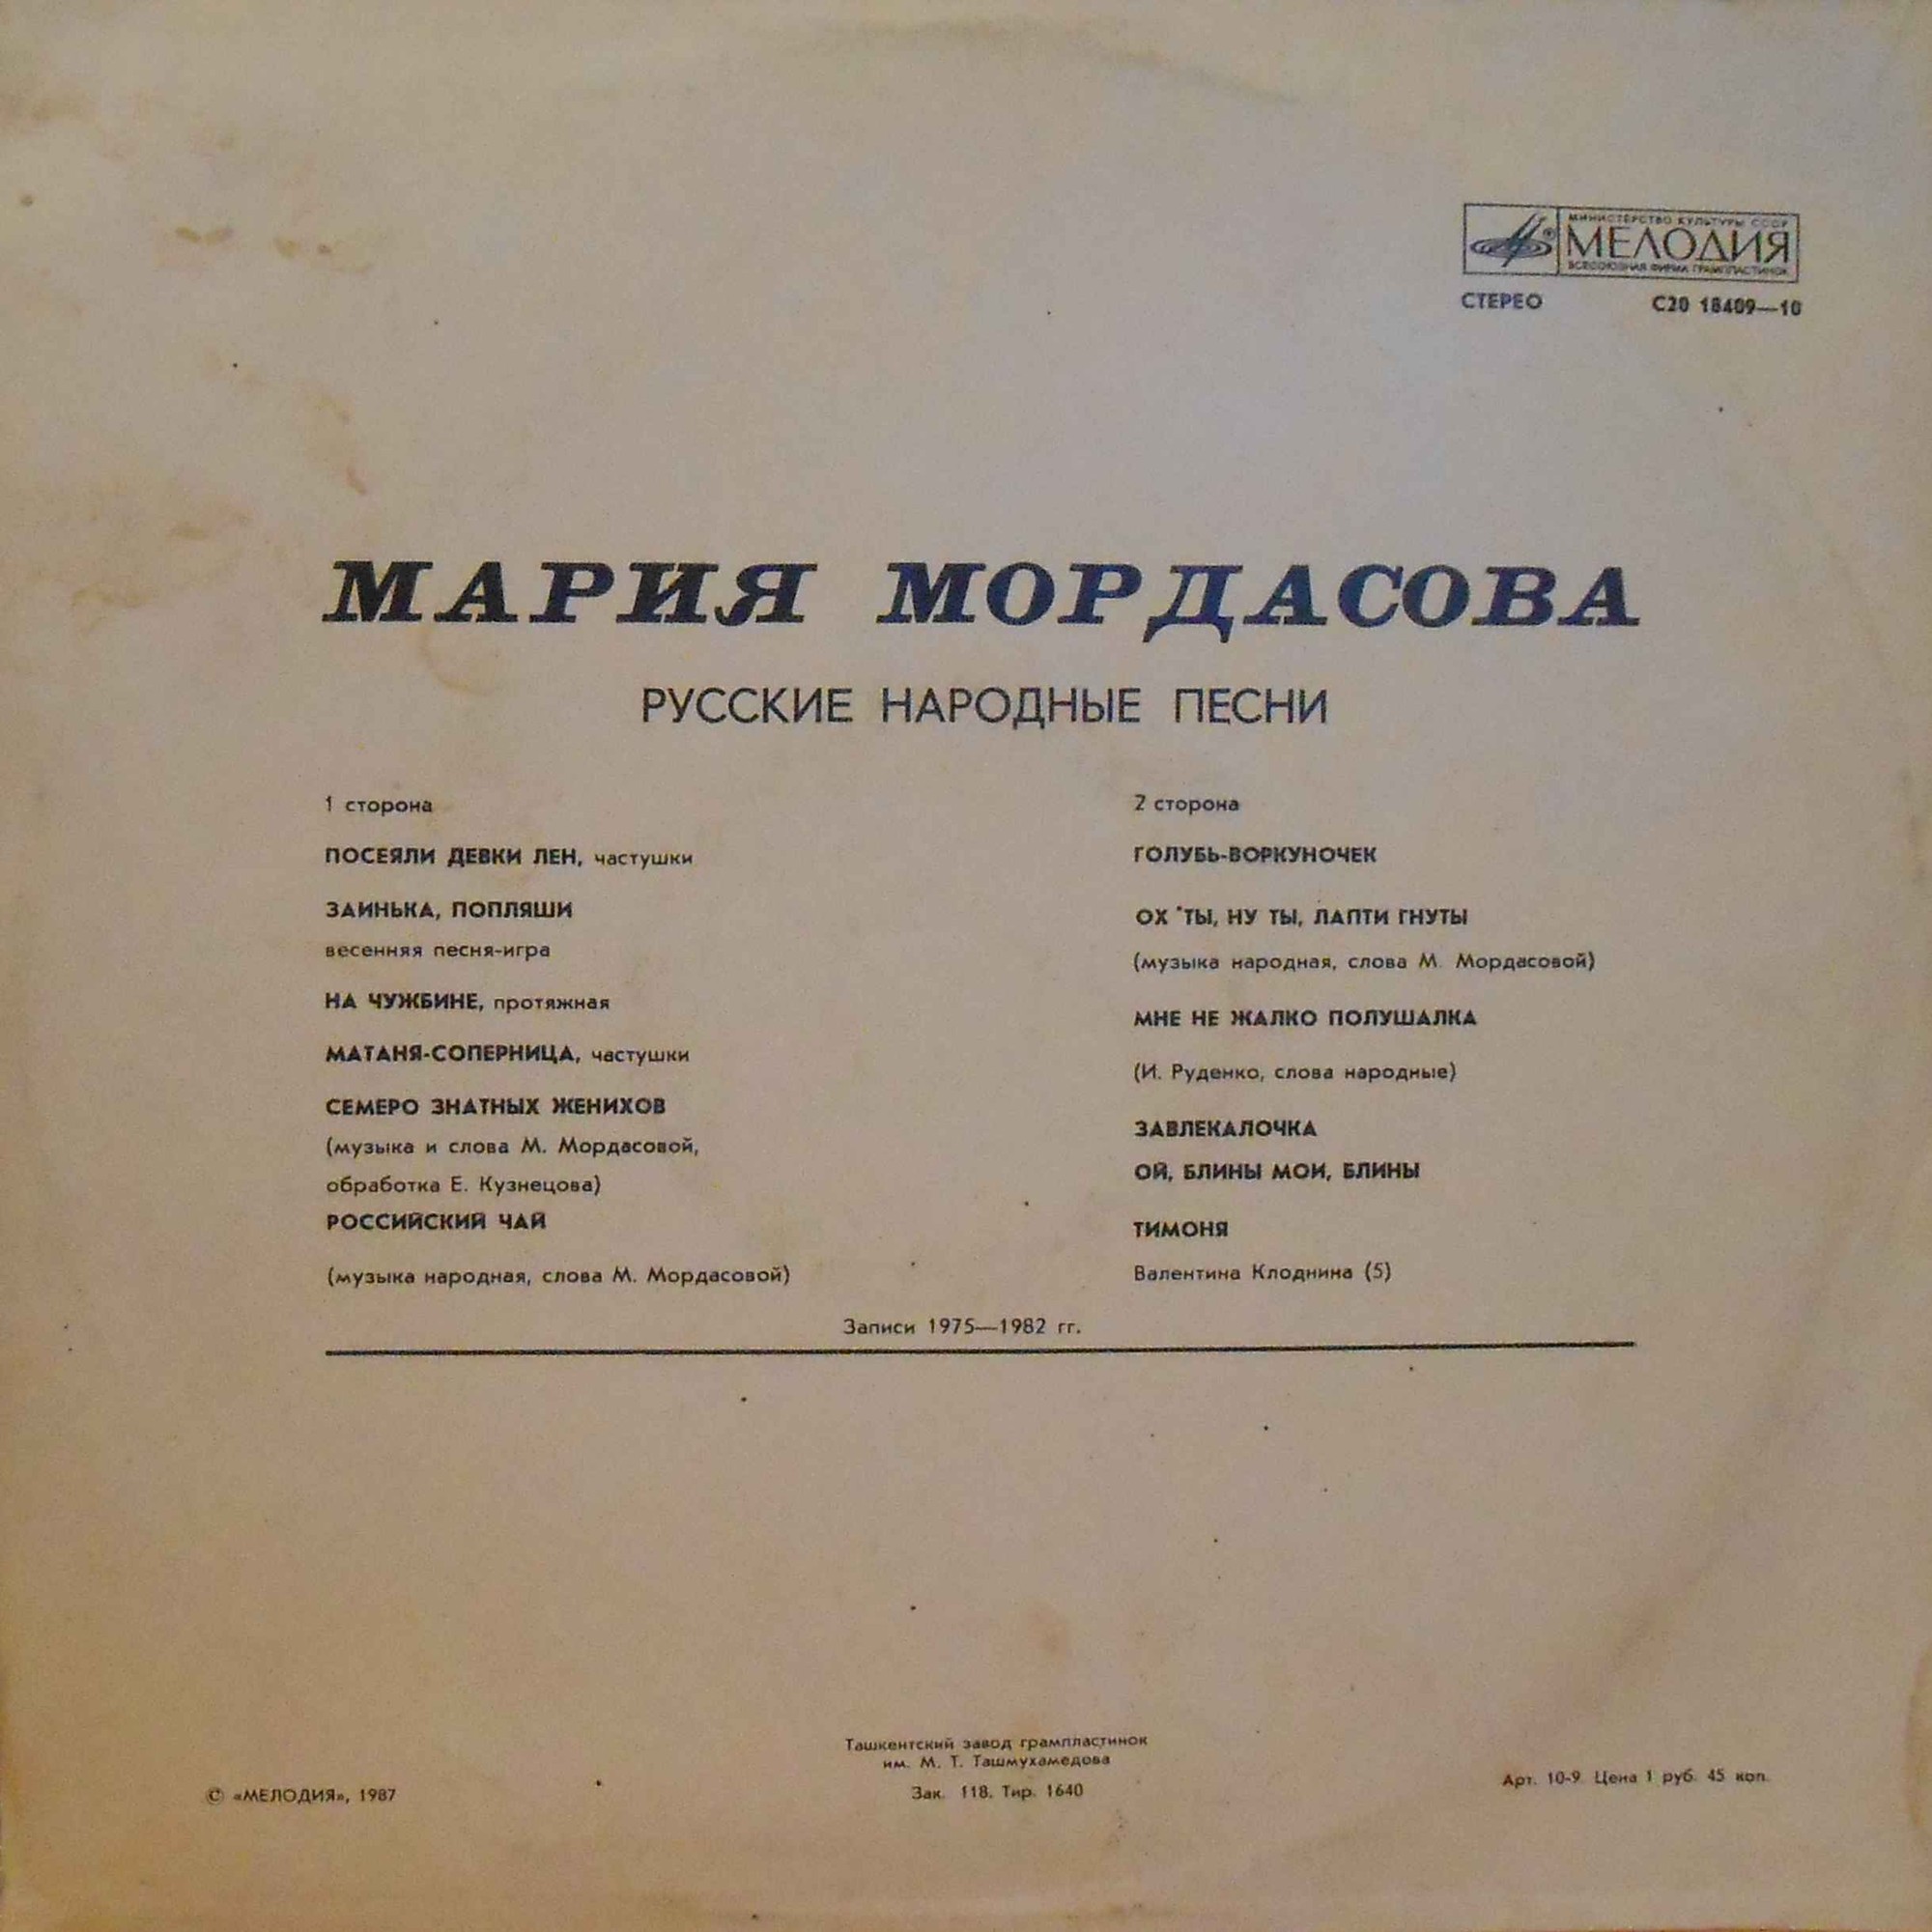 МИНИСТЕРСТВО КУЛЬТУРЫ СССР
МЕЛОДИЯ
ВСЕСОЮЗНАЯ ФИРМА ГРАМПЛАСТИНОК
СТЕРЕО С20 18409—10
МАРИЯ МОРДАСОВА
РУССКИЕ НАРОДНЫЕ ПЕСНИ
1 сторона
ПОСЕЯЛИ ДЕВКИ ЛЕН, частушки
ЗАИНЬКА, ПОПЛЯШИ
весенняя песня-игра
НА ЧУЖБИНЕ, протяжная
МАТАНЯ-СОПЕРНИЦА, частушки
СЕМЕРО ЗНАТНЫХ ЖЕНИХОВ
(музыка и слова М. Мордасовой,
обработка Е. Кузнецова)
РОССИЙСКИЙ ЧАЙ
(музыка народная, слова М. Мордасовой)
2 сторона
ГОЛУБЬ-ВОРКУНОЧЕК
ОХ ТЫ, НУ ТЫ, ЛАПТИ ГНУТЫ
(музыка народная, слова М. Мордасовой)
МНЕ НЕ ЖАЛКО ПОЛУШАЛКА
(И. Руденко, слова народные)
ЗАВЛЕКАЛОЧКА
ОЙ, БЛИНЫ МОИ, БЛИНЫ
ТИМОНЯ
Валентина Клоднина (5)
Записи 1975—1982 гг.
Ташкентский завод грампластинок
им. М. Т. Ташмухамедова
Зак. 118. Тир. 1640
© «МЕЛОДИЯ», 1987
Арт. 10-9. Цена 1 руб. 45 коп.